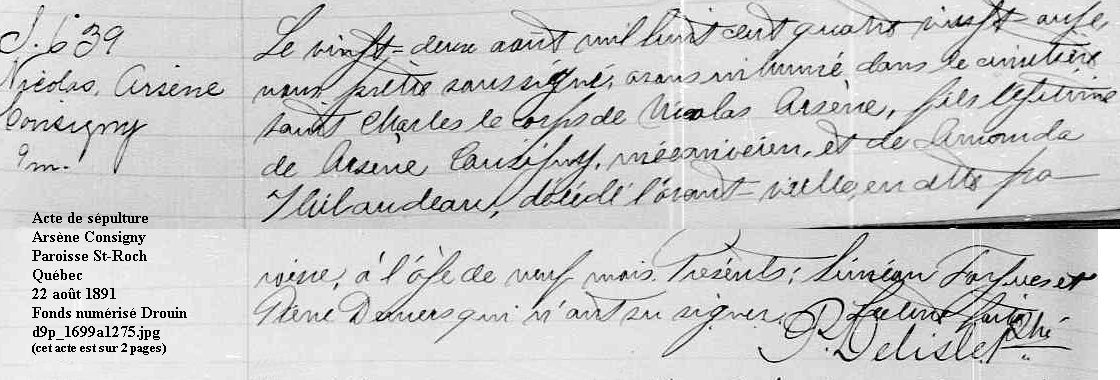 S. 639
Nicolas, Arsène
Consigny
9 m.
Le vingt-deux août mil huit cent quatre vingt-onze,
nous prêtre soussigné, avons inhumé dans le cimetière
saint Charles le corps de Nicolas Arsène, fils légitime
de Arsène Consigny, mécanicien, et de Amanda
Thibaudeau, décédé l'avant-veille, en cette pa-
roisse, à l'âge de neuf mois. Présents: Siméon Forgues et
Pierre Demers qui n'ont su signer. Lecture faite
P. Delisle Ptre
Acte de sépulture
Arsène Consigny
Paroisse St-Roch
Québec
22 août 1891
Fonds numérisé Drouin
d9p_1699a1275.jpg
(cet acte est sur 2 pages)